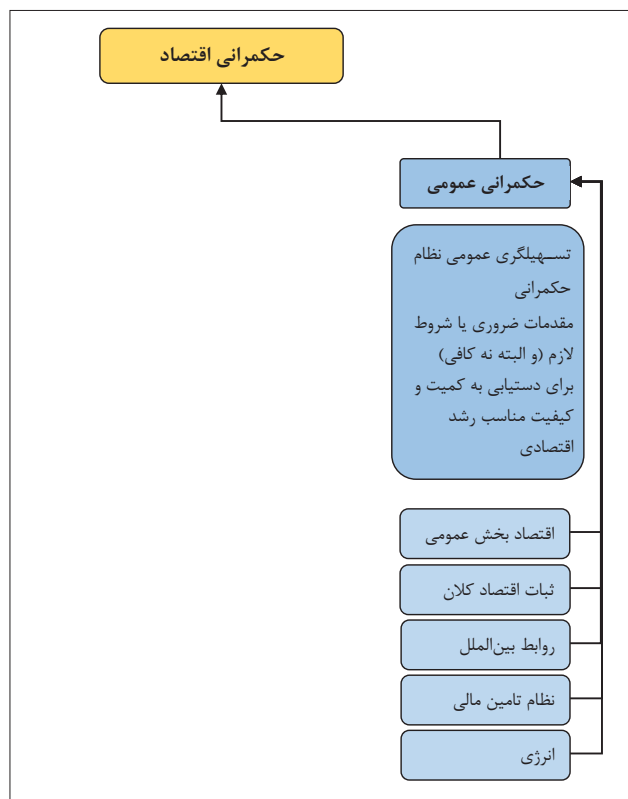 حکمرانی اقتصاد
حکمرانی عمومی
تســهیلگری عمومی نظام
حکمرانی
مقدمات ضروری یا شروط
لازم (و البته نه کافی)
برای دستیابی به کمیت و
کیفیت مناسب رشد
اقتصادی
اقتصاد بخش عمومی
ثبات اقتصاد کلان
روابط بین‌الملل
نظام تامین مالی
انرژی